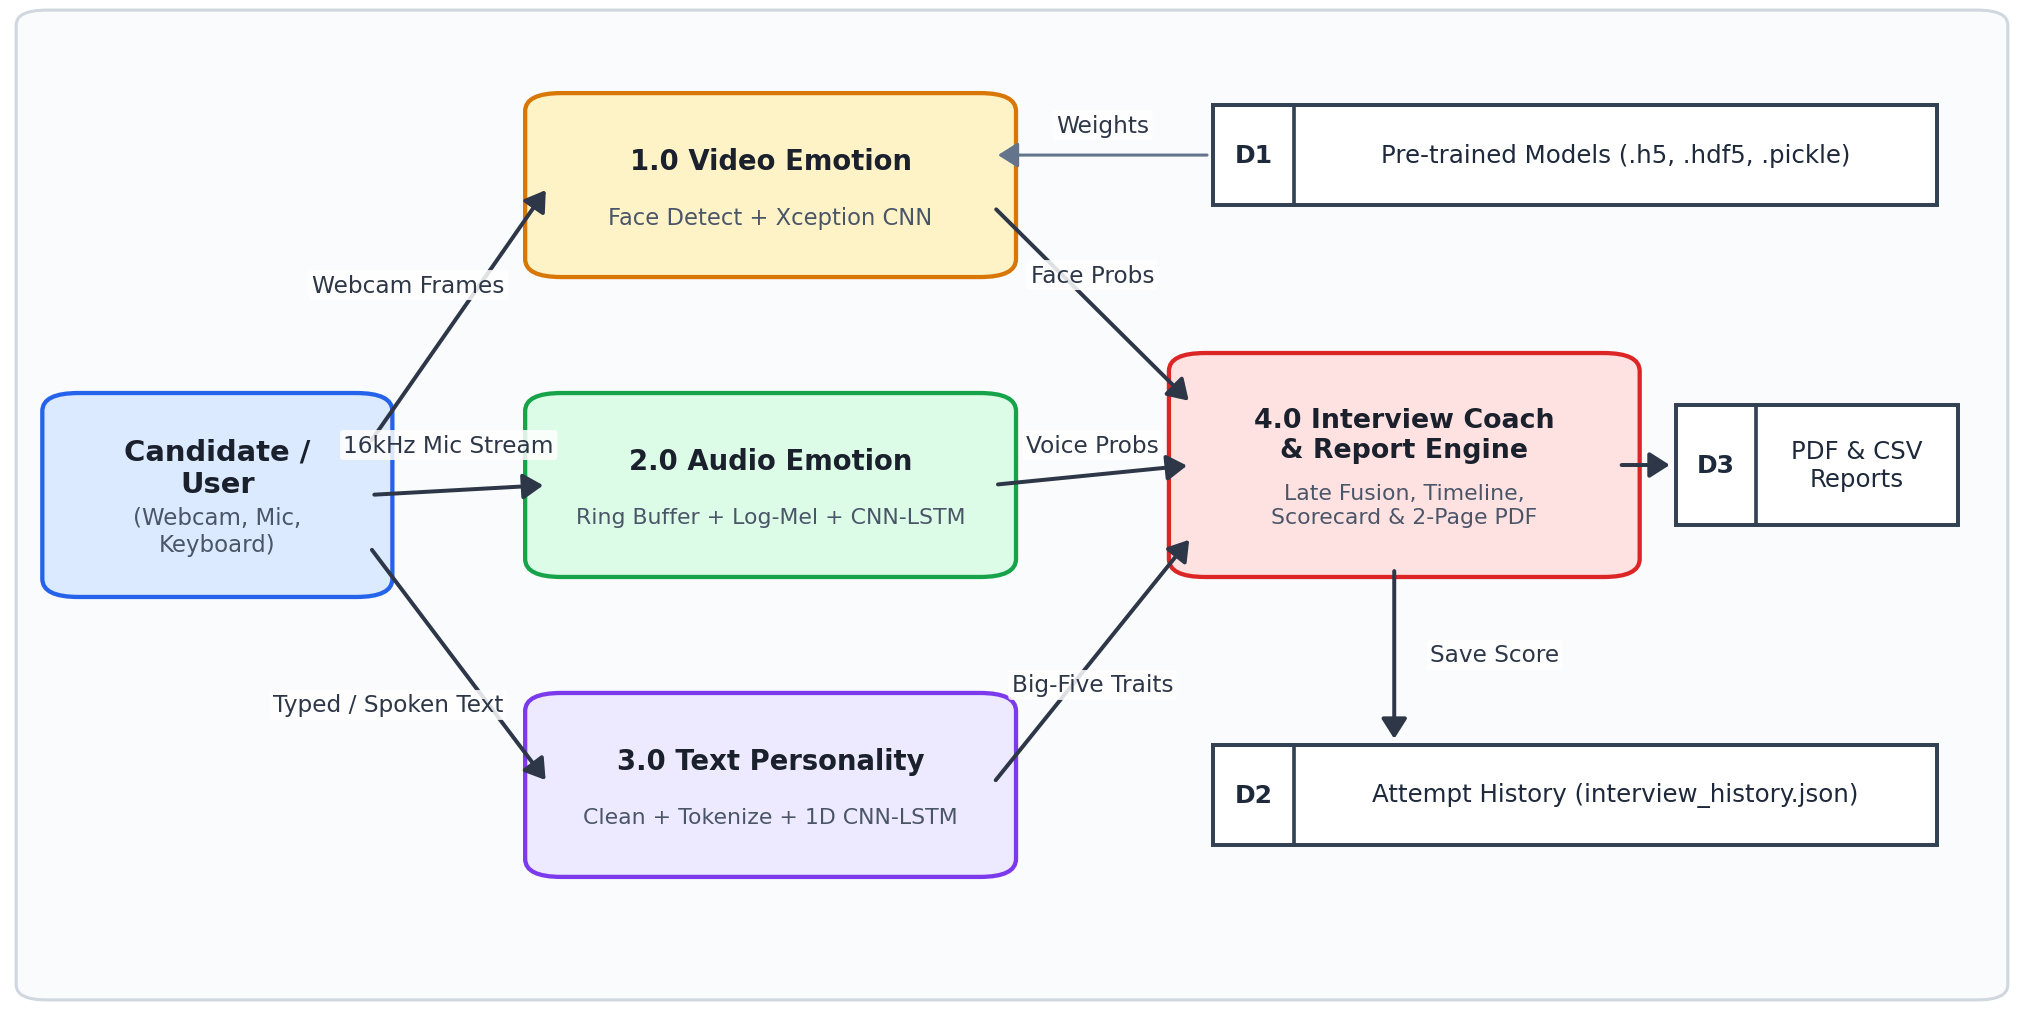 1.0 Video Emotion
Face Detect + Xception CNN
Weights
D1
Pre-trained Models (.h5, .hdf5, .pickle)
Webcam Frames
Face Probs
Candidate /
User
(Webcam, Mic,
Keyboard)
16kHz Mic Stream
2.0 Audio Emotion
Ring Buffer + Log-Mel + CNN-LSTM
Voice Probs
4.0 Interview Coach
& Report Engine
Late Fusion, Timeline,
Scorecard & 2-Page PDF
D3
PDF & CSV
Reports
Typed / Spoken Text
Big-Five Traits
Save Score
3.0 Text Personality
Clean + Tokenize + 1D CNN-LSTM
D2
Attempt History (interview_history.json)